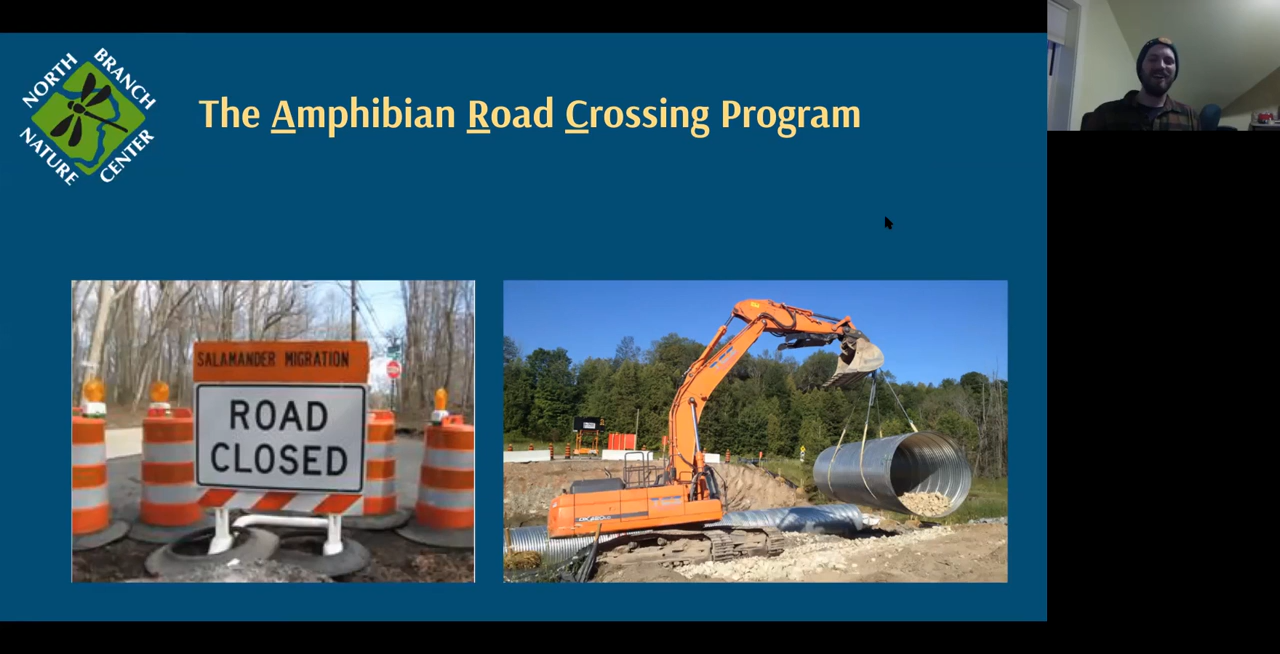 NORTH
BRANCH
NATURE
CENTER
The Amphibian Road Crossing Program
SALAMANDER MIGRATION
ROAD
CLOSED